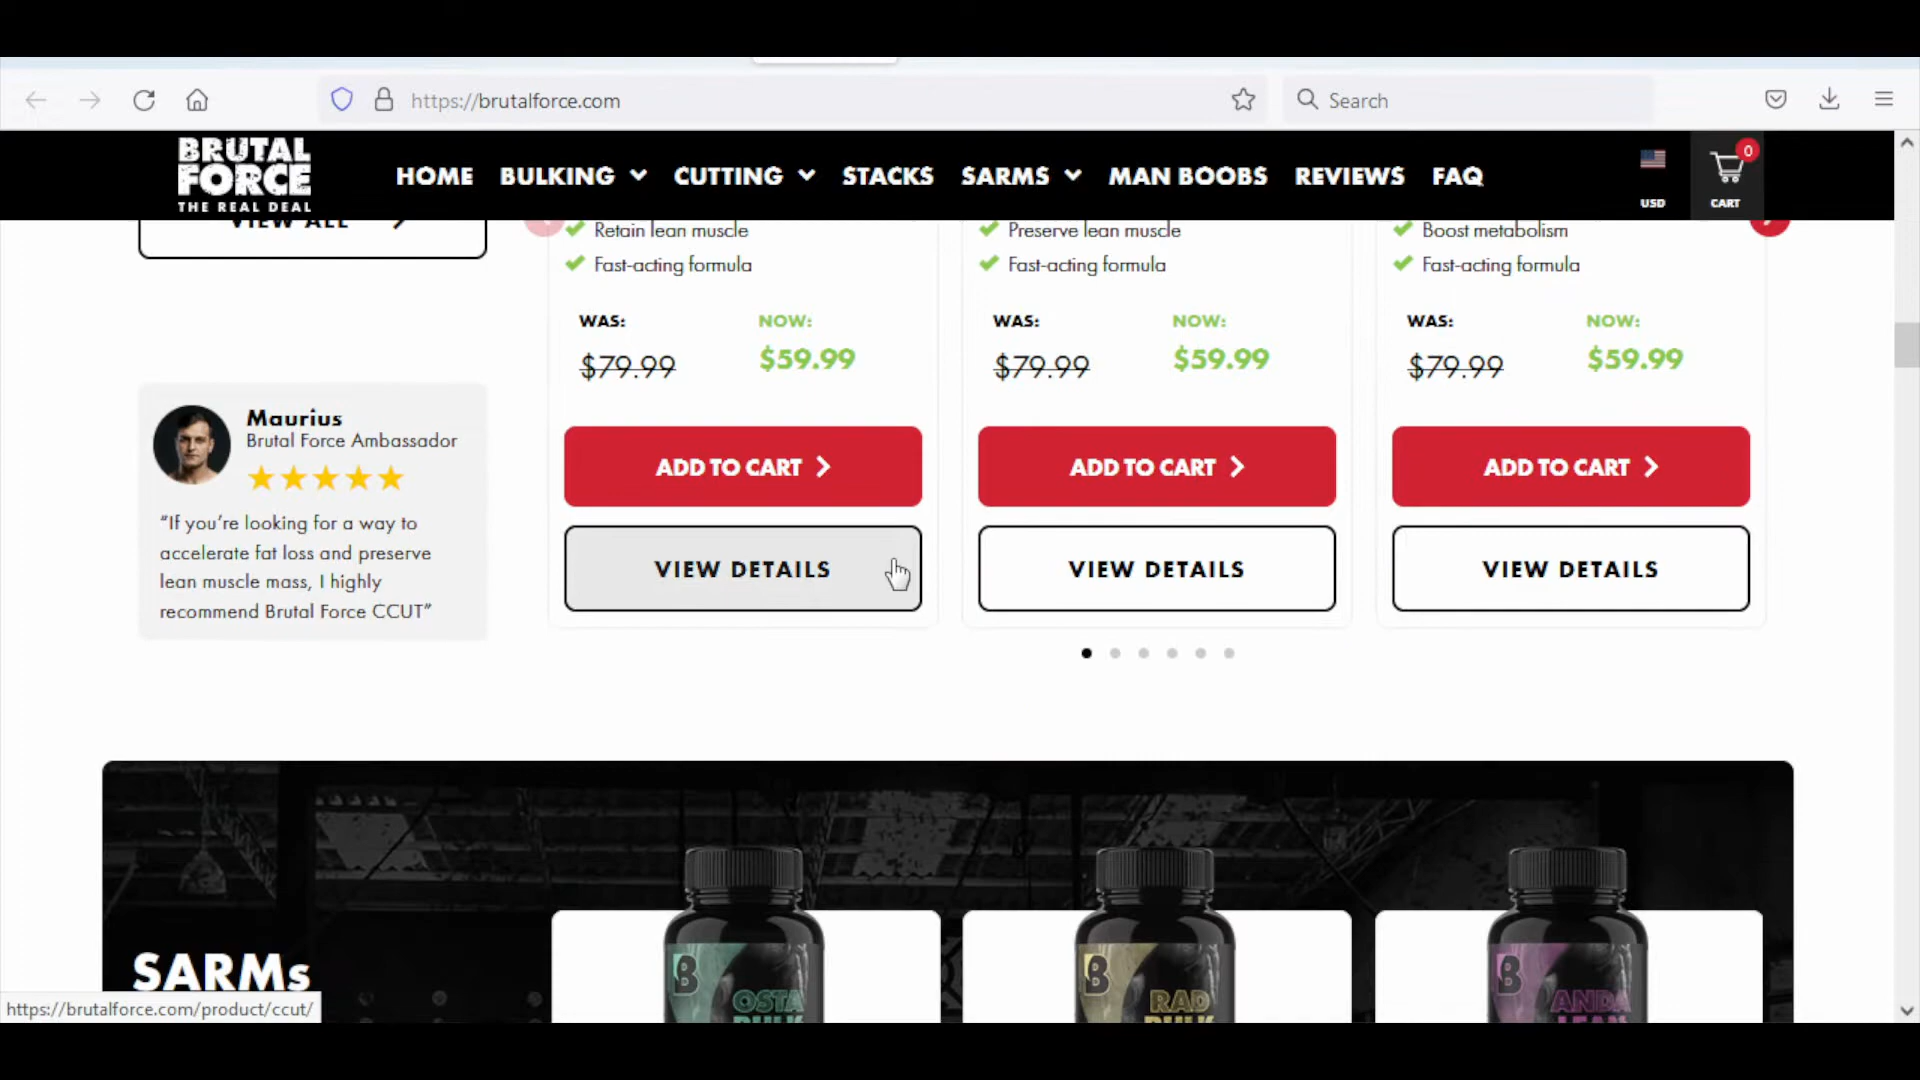 https://brutalforce.com
Search
BRUTAL
FORCE
THE REAL DEAL
HOME
BULKING
CUTTING
STACKS
SARMS
MAN BOOBS
REVIEWS
FAQ
USD
0
CART
VIEW ALL
Retain lean muscle
Fast-acting formula
WAS:
NOW:
$79.99
$59.99
ADD TO CART
VIEW DETAILS
Preserve lean muscle
Fast-acting formula
WAS:
NOW:
$79.99
$59.99
ADD TO CART
VIEW DETAILS
Boost metabolism
Fast-acting formula
WAS:
NOW:
$79.99
$59.99
ADD TO CART
VIEW DETAILS
Maurius
Brutal Force Ambassador
“If you’re looking for a way to
accelerate fat loss and preserve
lean muscle mass, I highly
recommend Brutal Force CCUT”
SARMs
B
OSTA
BULK
B
RAD
BULK
B
ANDA
LEAN
https://brutalforce.com/product/ccut/